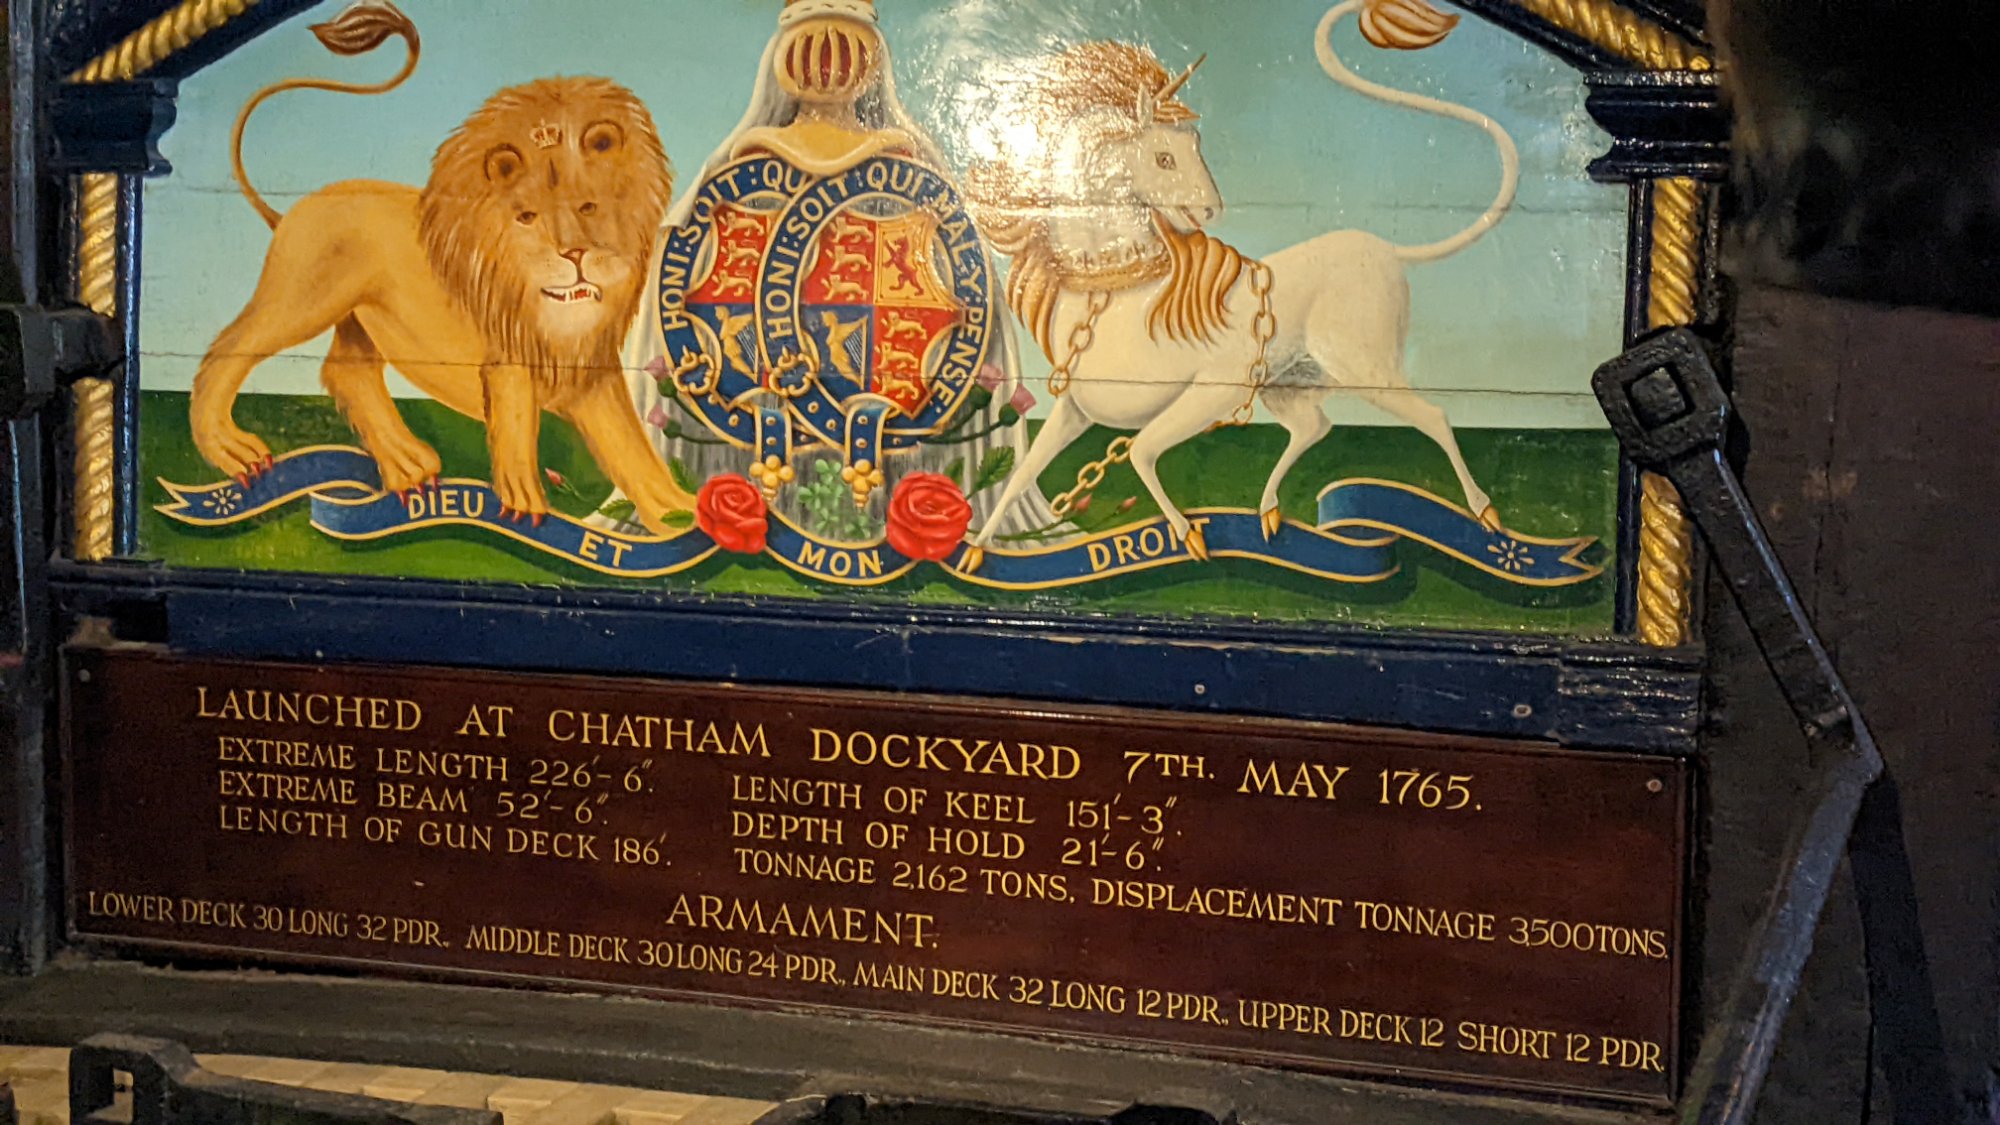 HONI:SOIT:QU
HONI:SOIT:QUI:MAL:Y:PENSE:
DIEU ET MON DROIT
LAUNCHED AT CHATHAM DOCKYARD 7TH. MAY 1765.
EXTREME LENGTH 226'-6". LENGTH OF KEEL 151'-3".
EXTREME BEAM 52'-6". DEPTH OF HOLD 21'-6".
LENGTH OF GUN DECK 186'. TONNAGE 2,162 TONS. DISPLACEMENT TONNAGE 3,500 TONS.
ARMAMENT.
LOWER DECK 30 LONG 32 PDR., MIDDLE DECK 30 LONG 24 PDR., MAIN DECK 32 LONG 12 PDR., UPPER DECK 12 SHORT 12 PDR.